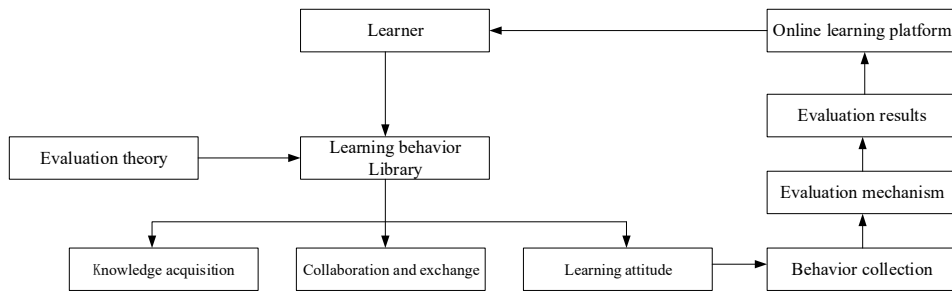 Learner
Online learning platform
Evaluation results
Evaluation theory
Learning behavior
Library
Evaluation mechanism
Knowledge acquisition
Collaboration and exchange
Learning attitude
Behavior collection